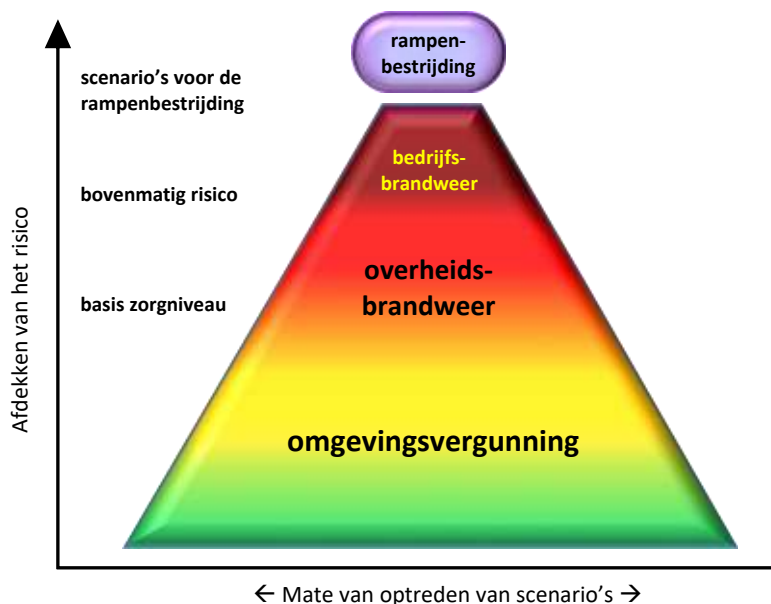 rampen-
bestrijding
scenario's voor de
rampenbestrijding
bedrijfs-
brandweer
bovenmatig risico
overheids-
brandweer
basis zorgniveau
omgevingsvergunning
Afdekken van het risico
← Mate van optreden van scenario's →